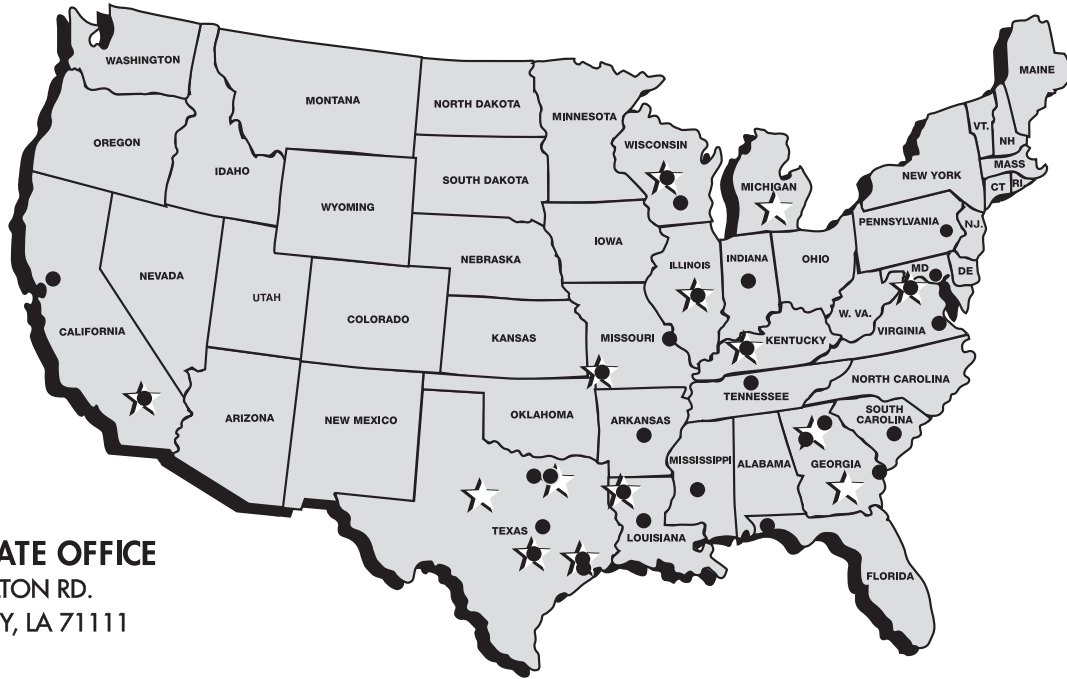 WASHINGTON
MAINE
MONTANA
NORTH DAKOTA
MINNESOTA
VT.
NH
OREGON
WISCONSIN
MASS
IDAHO
SOUTH DAKOTA
MICHIGAN
NEW YORK
CT
RI
WYOMING
PENNSYLVANIA
NJ.
IOWA
NEBRASKA
ILLINOIS
INDIANA
OHIO
MD
DE
NEVADA
UTAH
COLORADO
W. VA.
CALIFORNIA
KANSAS
MISSOURI
KENTUCKY
VIRGINIA
NORTH CAROLINA
TENNESSEE
ARIZONA
NEW MEXICO
OKLAHOMA
ARKANSAS
SOUTH
CAROLINA
MISSISSIPPI
ALABAMA
GEORGIA
TEXAS
LOUISIANA
FLORIDA
ATE OFFICE
TON RD.
Y, LA 71111